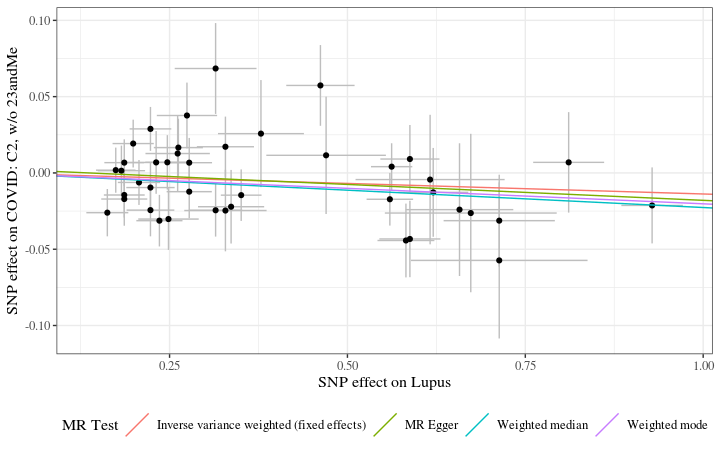 SNP effect on COVID: C2, w/o 23andMe
0.10
0.05
0.00
-0.05
-0.10
0.25
0.50
0.75
1.00
SNP effect on Lupus
MR Test
Inverse variance weighted (fixed effects)
MR Egger
Weighted median
Weighted mode